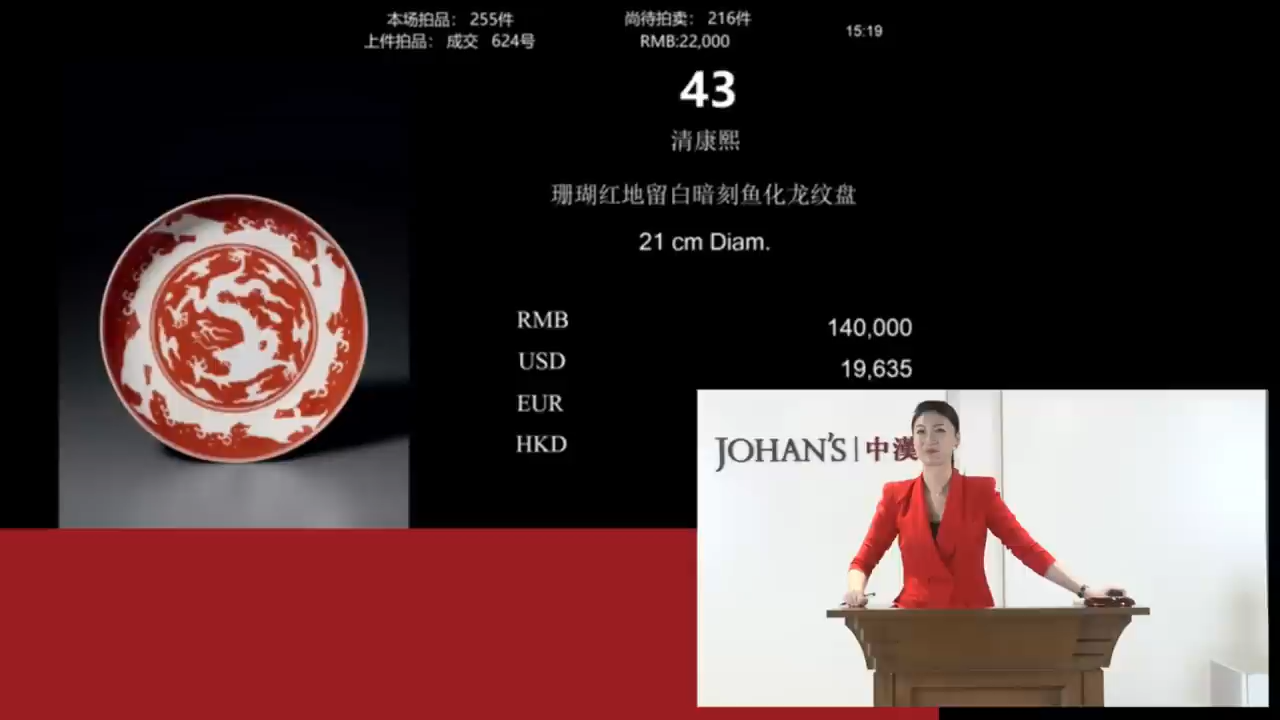 本场拍品： 255件
尚待拍卖： 216件
15:19
上件拍品： 成交 624号
RMB:22,000
43
清康熙
珊瑚红地留白暗刻鱼化龙纹盘
21 cm Diam.
RMB 140,000
USD 19,635
EUR
HKD
JOHAN'S | 中漢